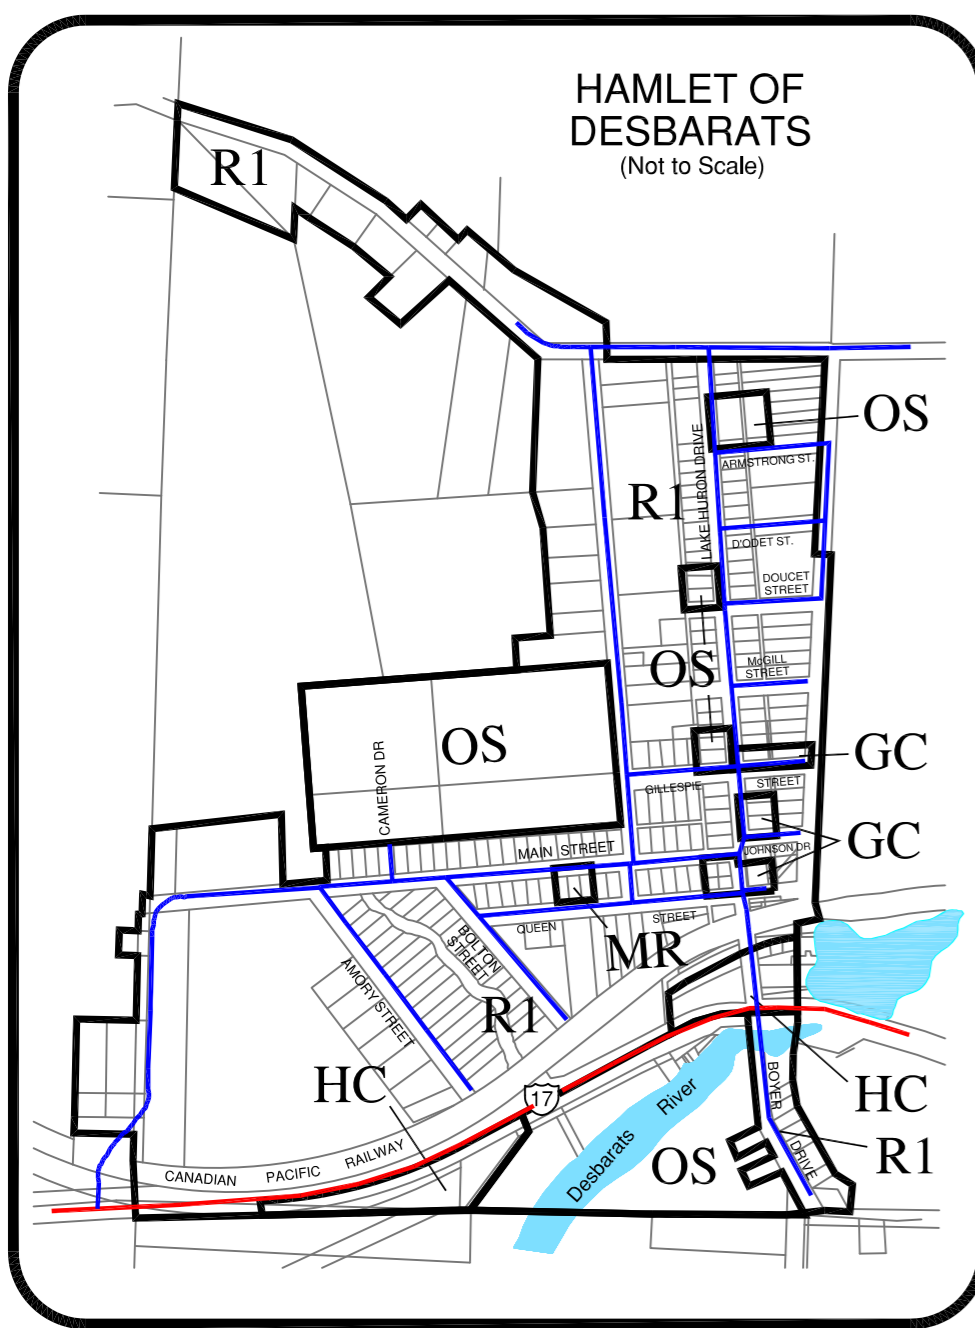 HAMLET OF
DESBARATS
(Not to Scale)
R1
OS
LAKE HURON DRIVE
ARMSTRONG ST.
R1
D'ODET ST.
DOUCET
STREET
OS
McGILL
STREET
OS
GC
CAMERON DR
GILLESPIE
STREET
MAIN STREET
JOHNSON DR
GC
QUEEN
STREET
MR
BOLTON
STREET
AMORY STREET
R1
HC
17
BOYER
DRIVE
HC
River
Desbarats
CANADIAN PACIFIC RAILWAY
OS
R1